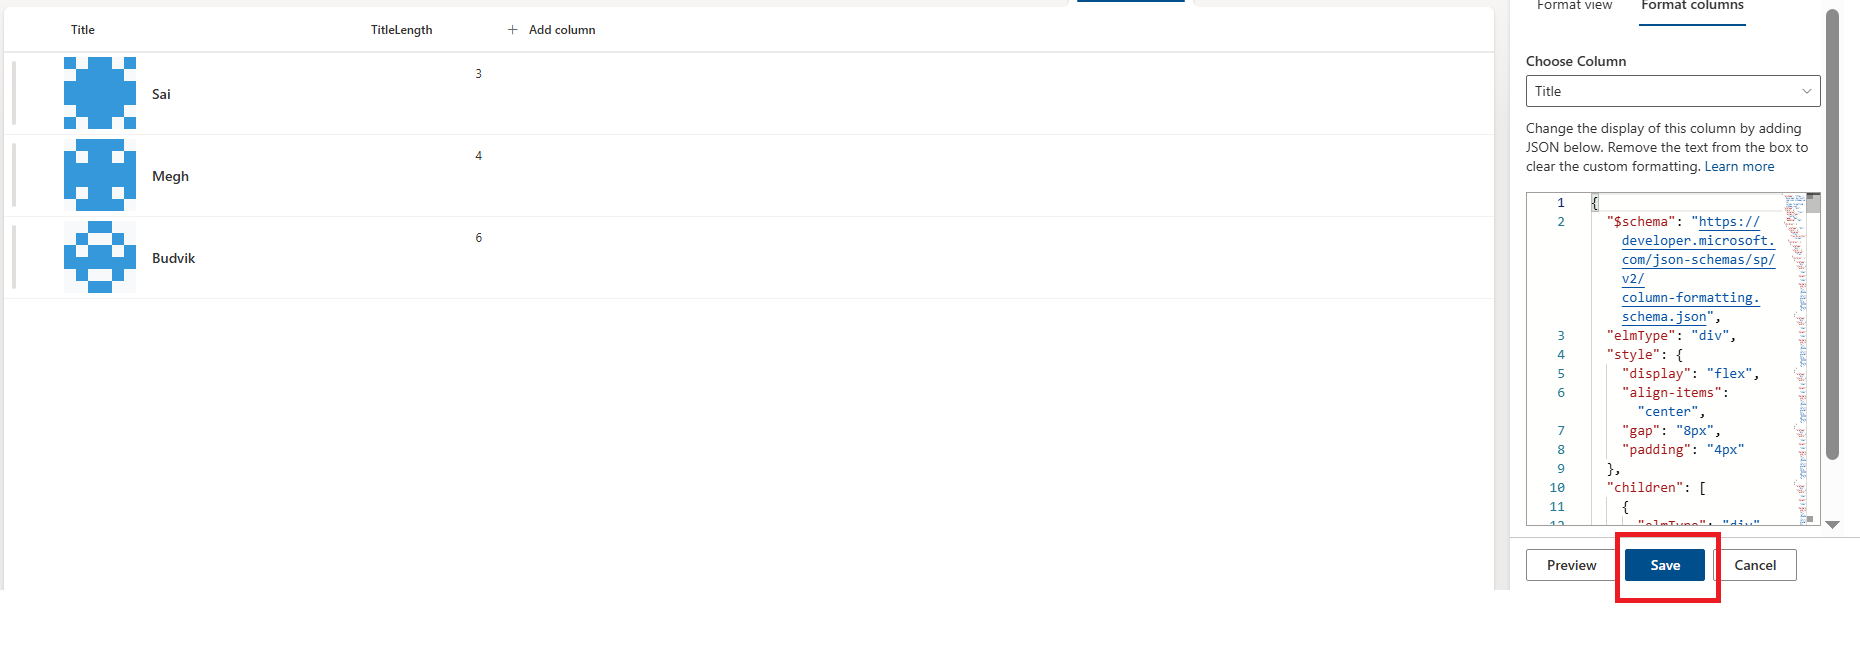 Title TitleLength + Add column
Sai 3
Megh 4
Budvik 6
Format view Format columns
Choose Column
Title
Change the display of this column by adding
JSON below. Remove the text from the box to
clear the custom formatting. Learn more
1 {
2 "$schema": "https://
developer.microsoft.
com/json-schemas/sp/
v2/
column-formatting.
schema.json",
3 "elmType": "div",
4 "style": {
5 "display": "flex",
6 "align-items":
"center",
7 "gap": "8px",
8 "padding": "4px"
9 },
10 "children": [
11 {
12 "elmType": "div"
Preview Save Cancel